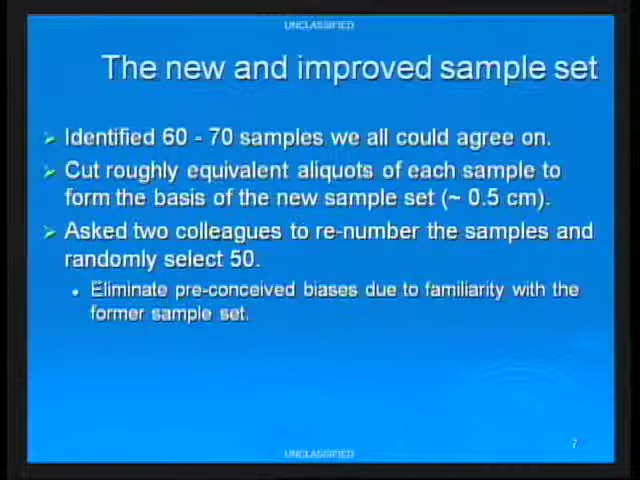 UNCLASSIFIED
The new and improved sample set
Identified 60 - 70 samples we all could agree on.
Cut roughly equivalent aliquots of each sample to
form the basis of the new sample set (~ 0.5 cm).
Asked two colleagues to re-number the samples and
randomly select 50.
Eliminate pre-conceived biases due to familiarity with the
former sample set.
7
UNCLASSIFIED